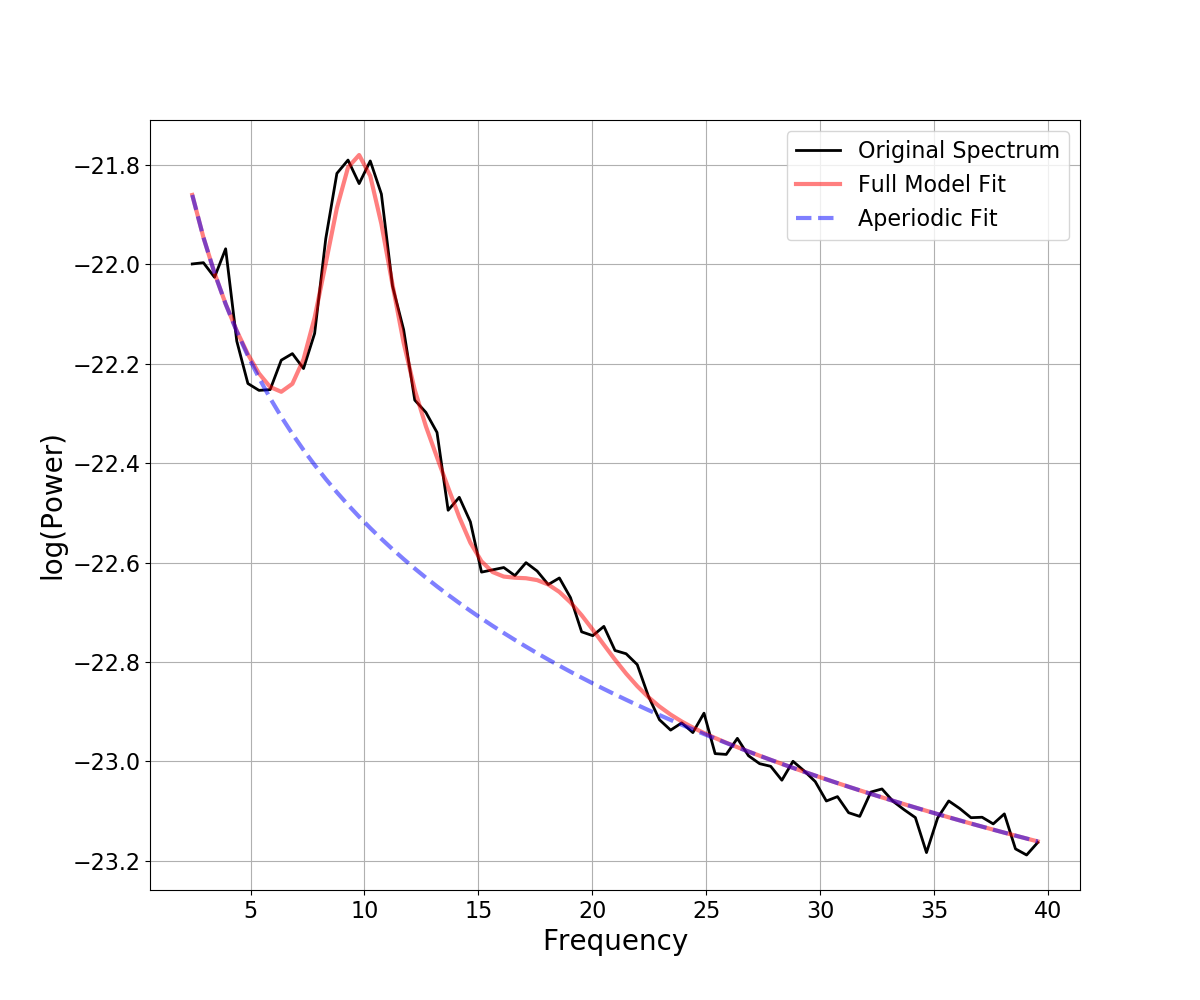 Original Spectrum
Full Model Fit
Aperiodic Fit
log(Power)
−21.8
−22.0
−22.2
−22.4
−22.6
−22.8
−23.0
−23.2
5 10 15 20 25 30 35 40
Frequency